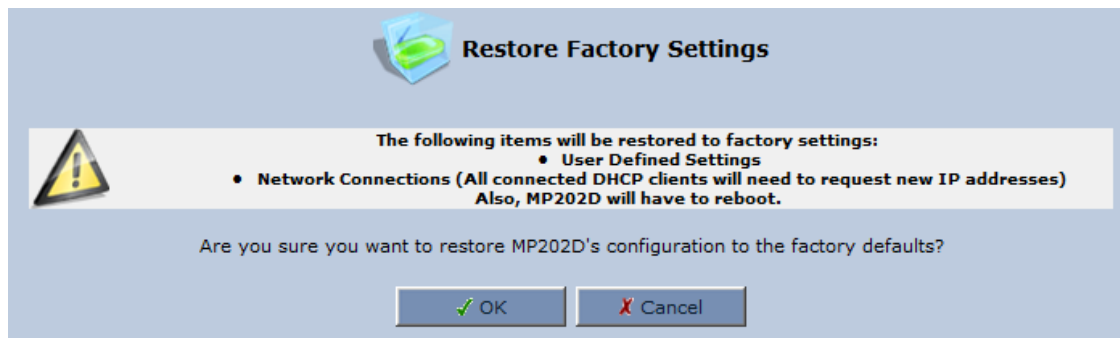 Restore Factory Settings
The following items will be restored to factory settings:
• User Defined Settings
• Network Connections (All connected DHCP clients will need to request new IP addresses)
Also, MP202D will have to reboot.
Are you sure you want to restore MP202D's configuration to the factory defaults?
OK
Cancel